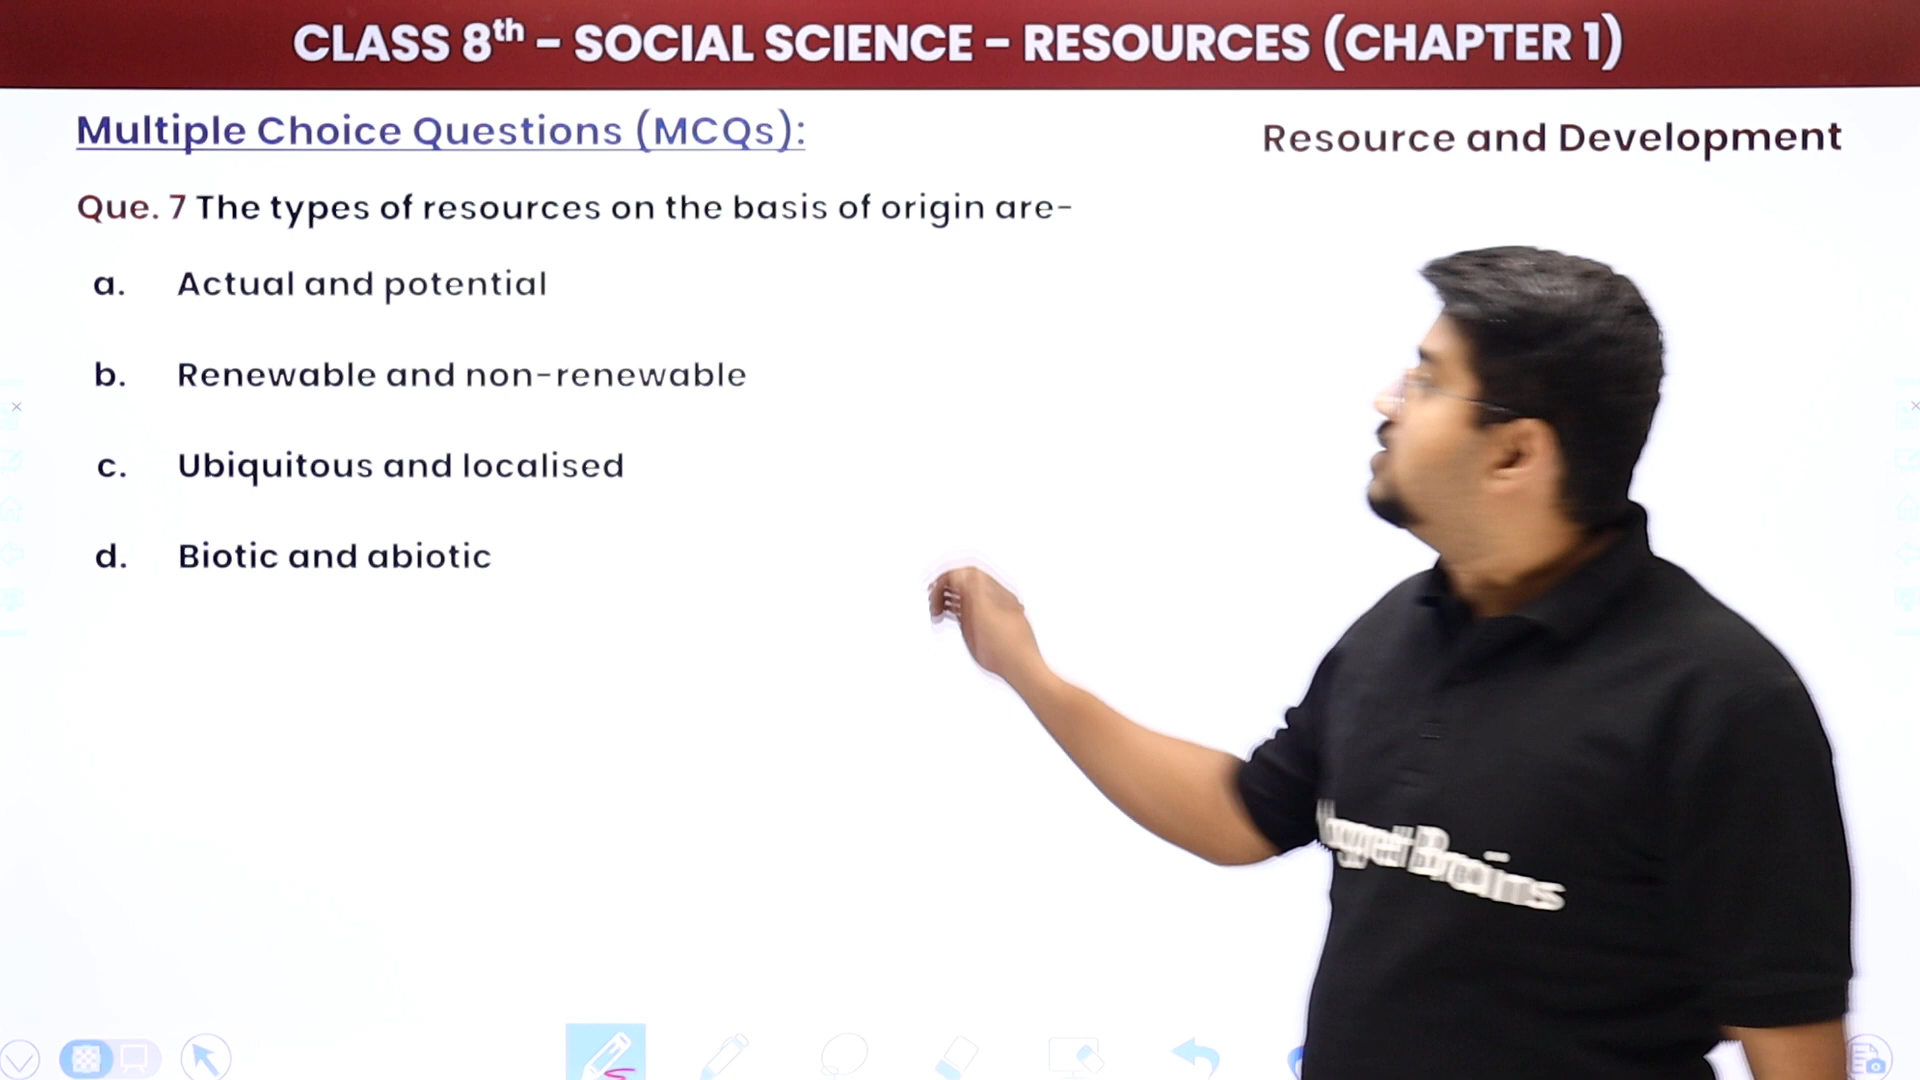 CLASS 8th - SOCIAL SCIENCE - RESOURCES (CHAPTER 1)
Multiple Choice Questions (MCQs):
Resource and Development
Que. 7 The types of resources on the basis of origin are-
a. Actual and potential
b. Renewable and non-renewable
c. Ubiquitous and localised
d. Biotic and abiotic